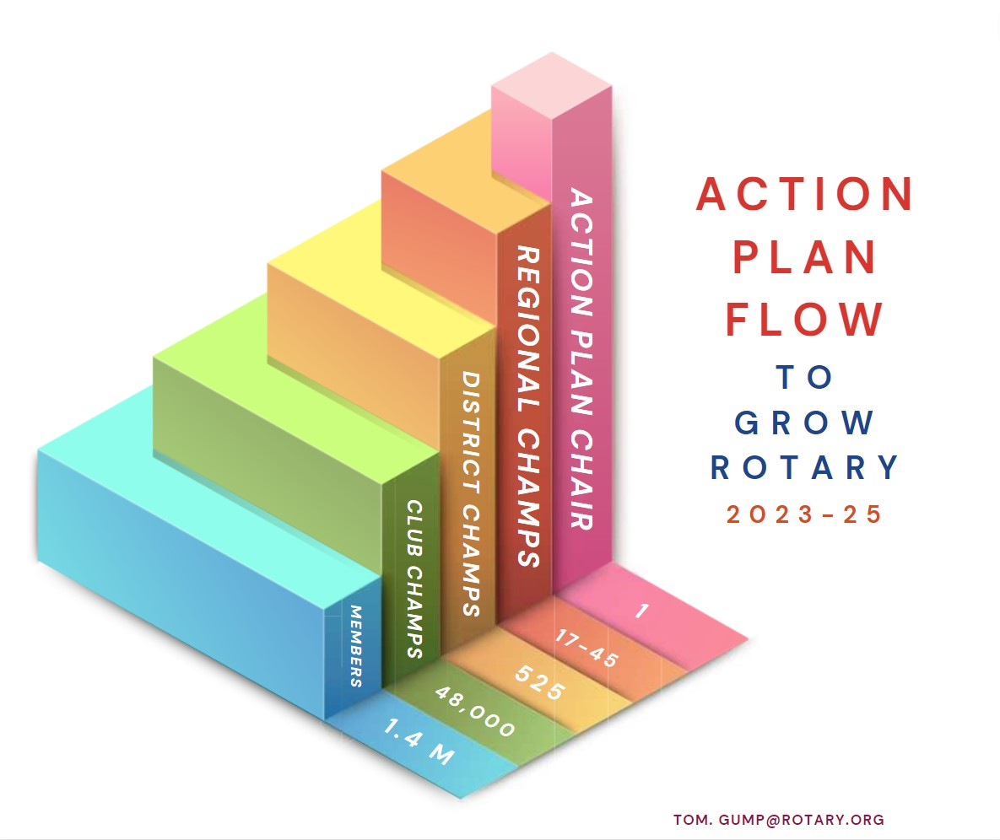 ACTION
PLAN
FLOW
TO
GROW
ROTARY
2023-25
ACTION PLAN CHAIR
REGIONAL CHAMPS
DISTRICT CHAMPS
CLUB CHAMPS
MEMBERS
1
17-45
525
48,000
1.4 M
TOM. GUMP@ROTARY.ORG